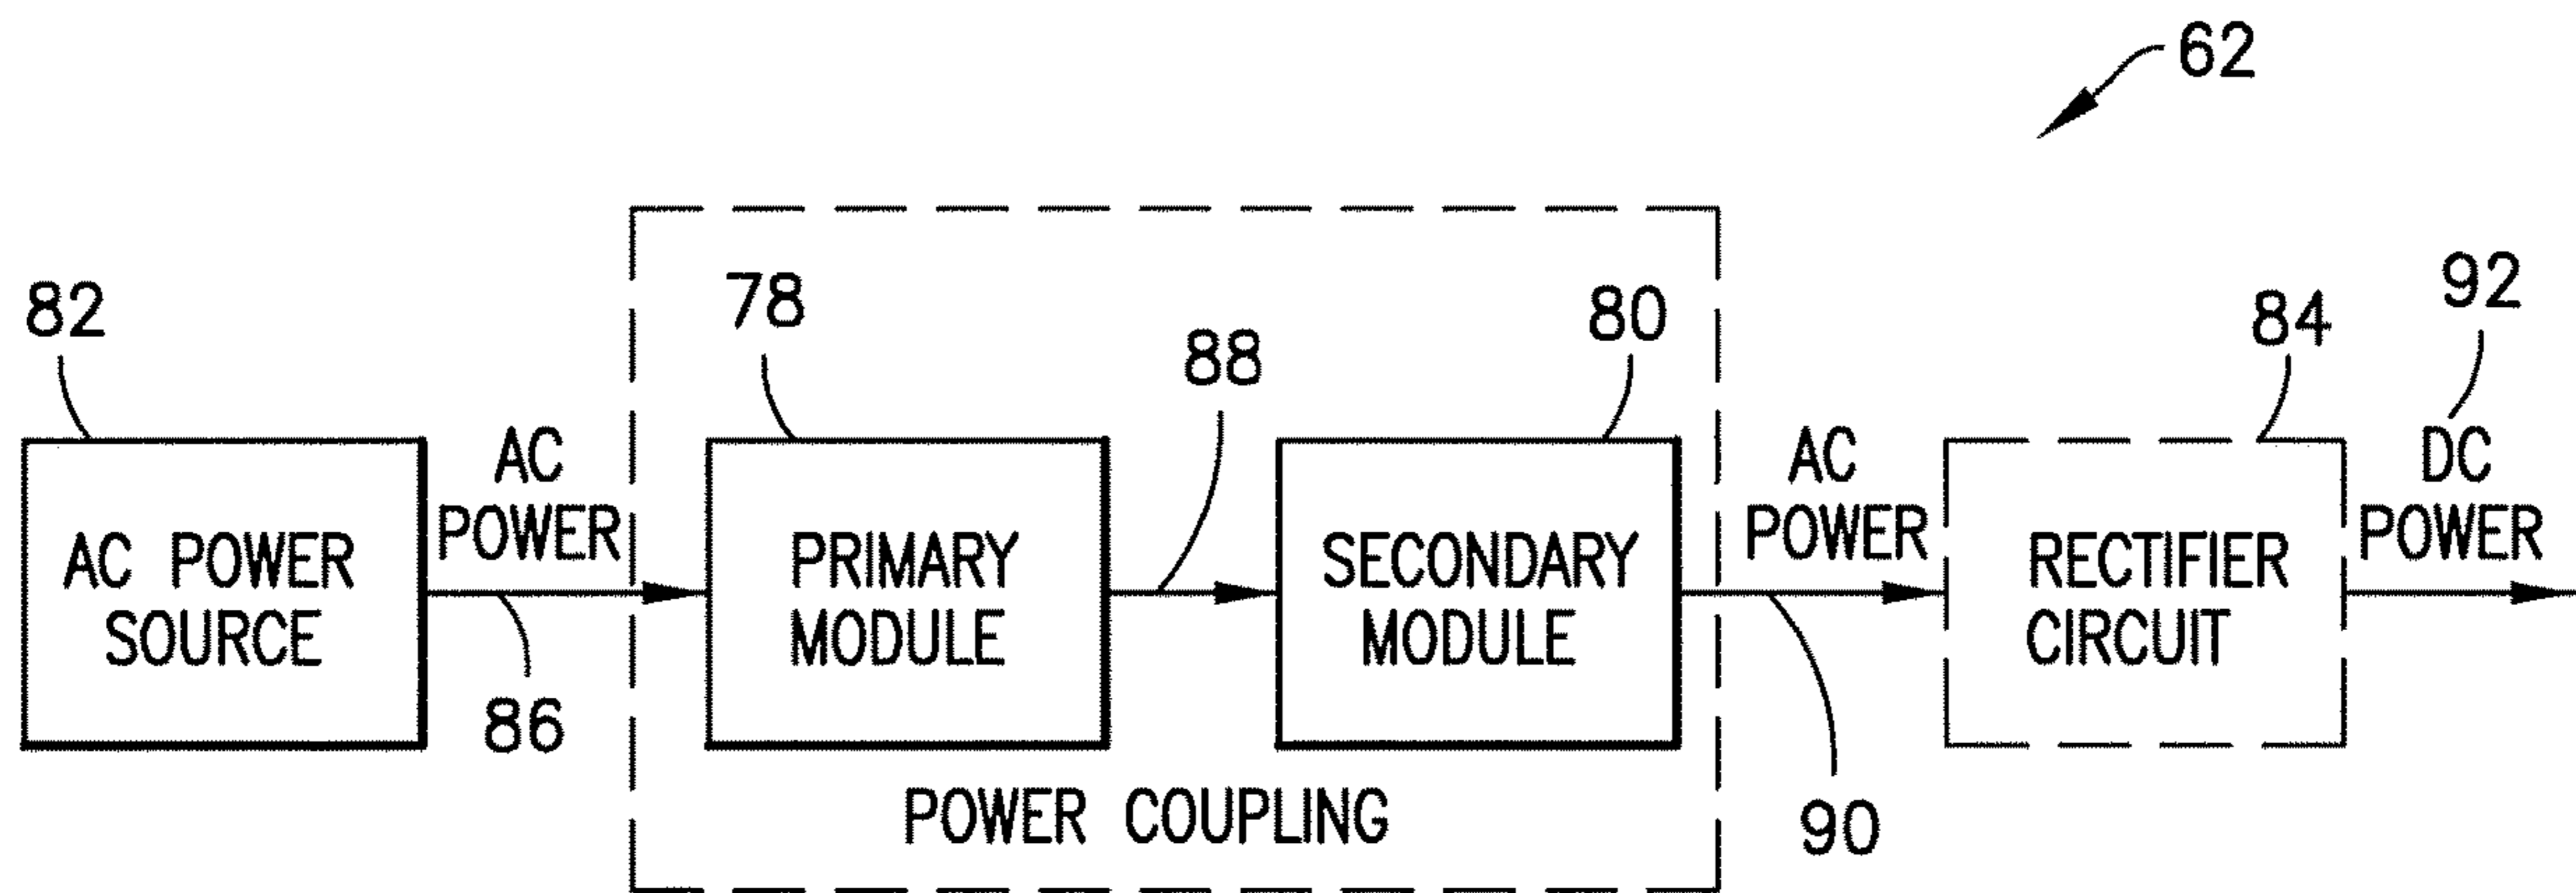 62
82
78
88
80
84
92
AC
POWER
AC
POWER
DC
POWER
AC POWER
SOURCE
PRIMARY
MODULE
SECONDARY
MODULE
RECTIFIER
CIRCUIT
86
90
POWER COUPLING